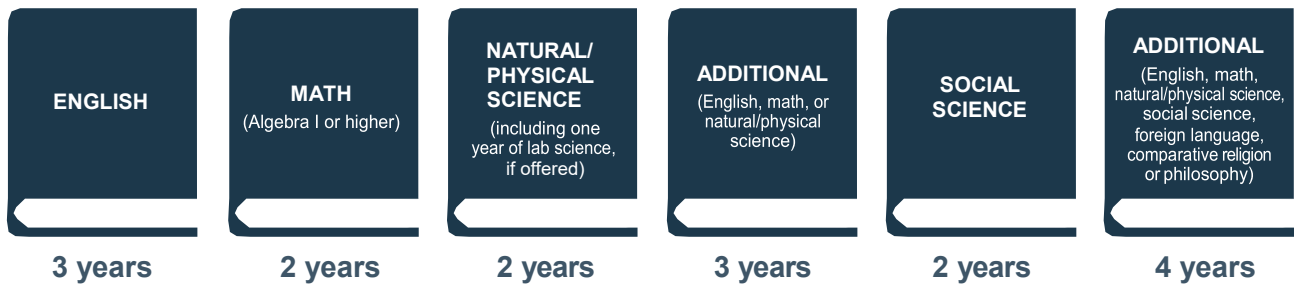 ENGLISH
3 years
MATH
(Algebra I or higher)
2 years
NATURAL/
PHYSICAL
SCIENCE
(including one
year of lab science,
if offered)
2 years
ADDITIONAL
(English, math, or
natural/physical
science)
3 years
SOCIAL
SCIENCE
2 years
ADDITIONAL
(English, math,
natural/physical science,
social science,
foreign language,
comparative religion
or philosophy)
4 years